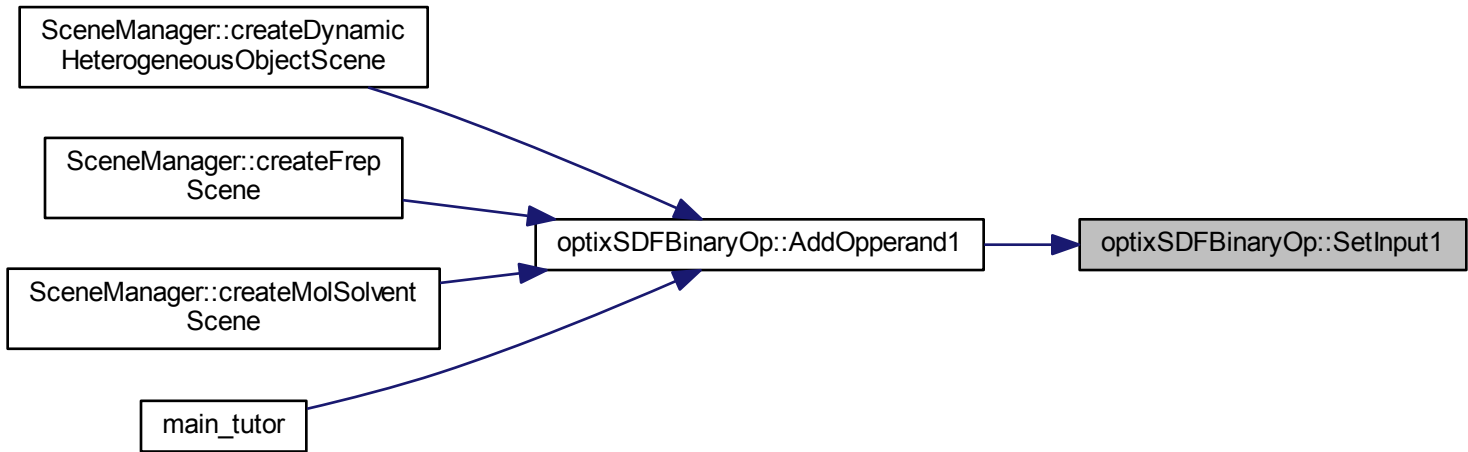 SceneManager::createDynamic
HeterogeneousObjectScene
SceneManager::createFrep
Scene
SceneManager::createMolSolvent
Scene
main_tutor
optixSDFBinaryOp::AddOpperand1
optixSDFBinaryOp::SetInput1